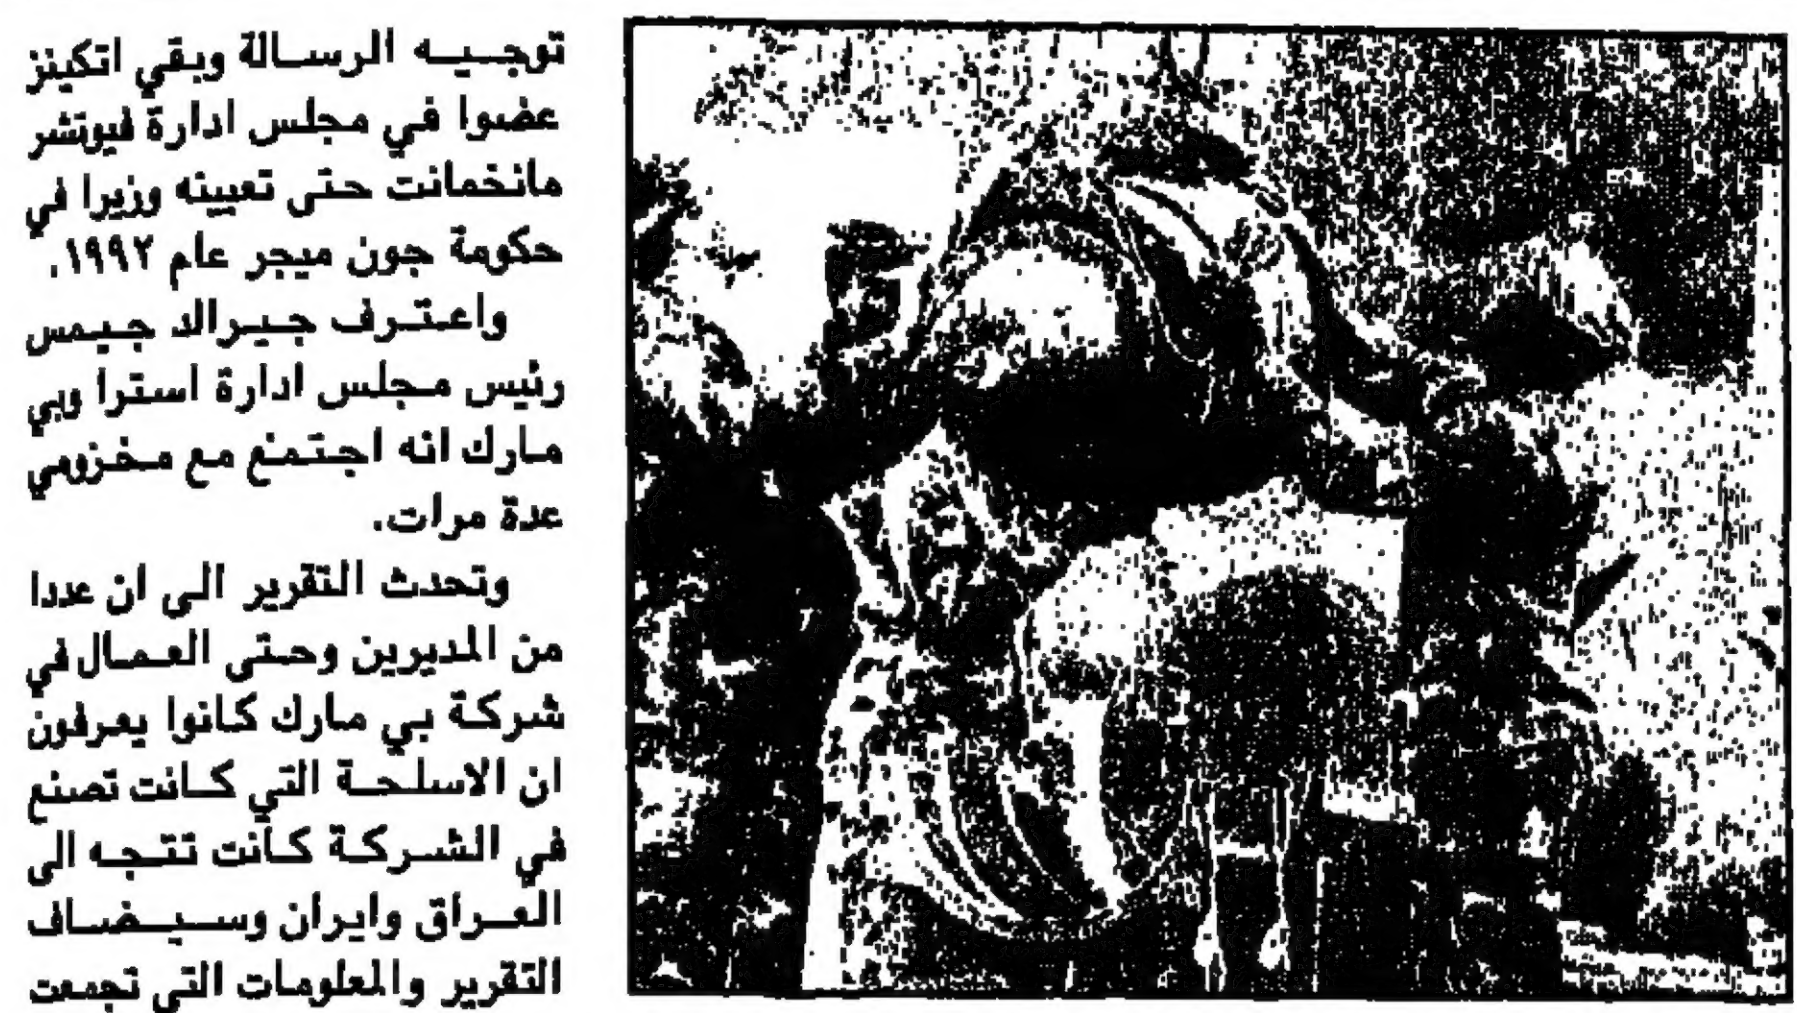 توجيه الرسالة وبقي اتكينز
عضوا في مجلس ادارة فيوتشر
مانخمانت حتى تعيينه وزيرا في
حكومة جون ميجر عام ١٩٩٢.
واعترف جيرالد جيمس
رئيس مجلس ادارة استرا وبي
مارك انه اجتمع مع مخزومي
عدة مرات.
وتحدث التقرير الى ان عددا
من المديرين وحتى العمال في
شركة بي مارك كانوا يعرفون
ان الاسلحة التي كانت تصنع
في الشركة كانت تتجه الى
العراق وايران وسيضاف
التقرير والمعلومات التي تجمعت